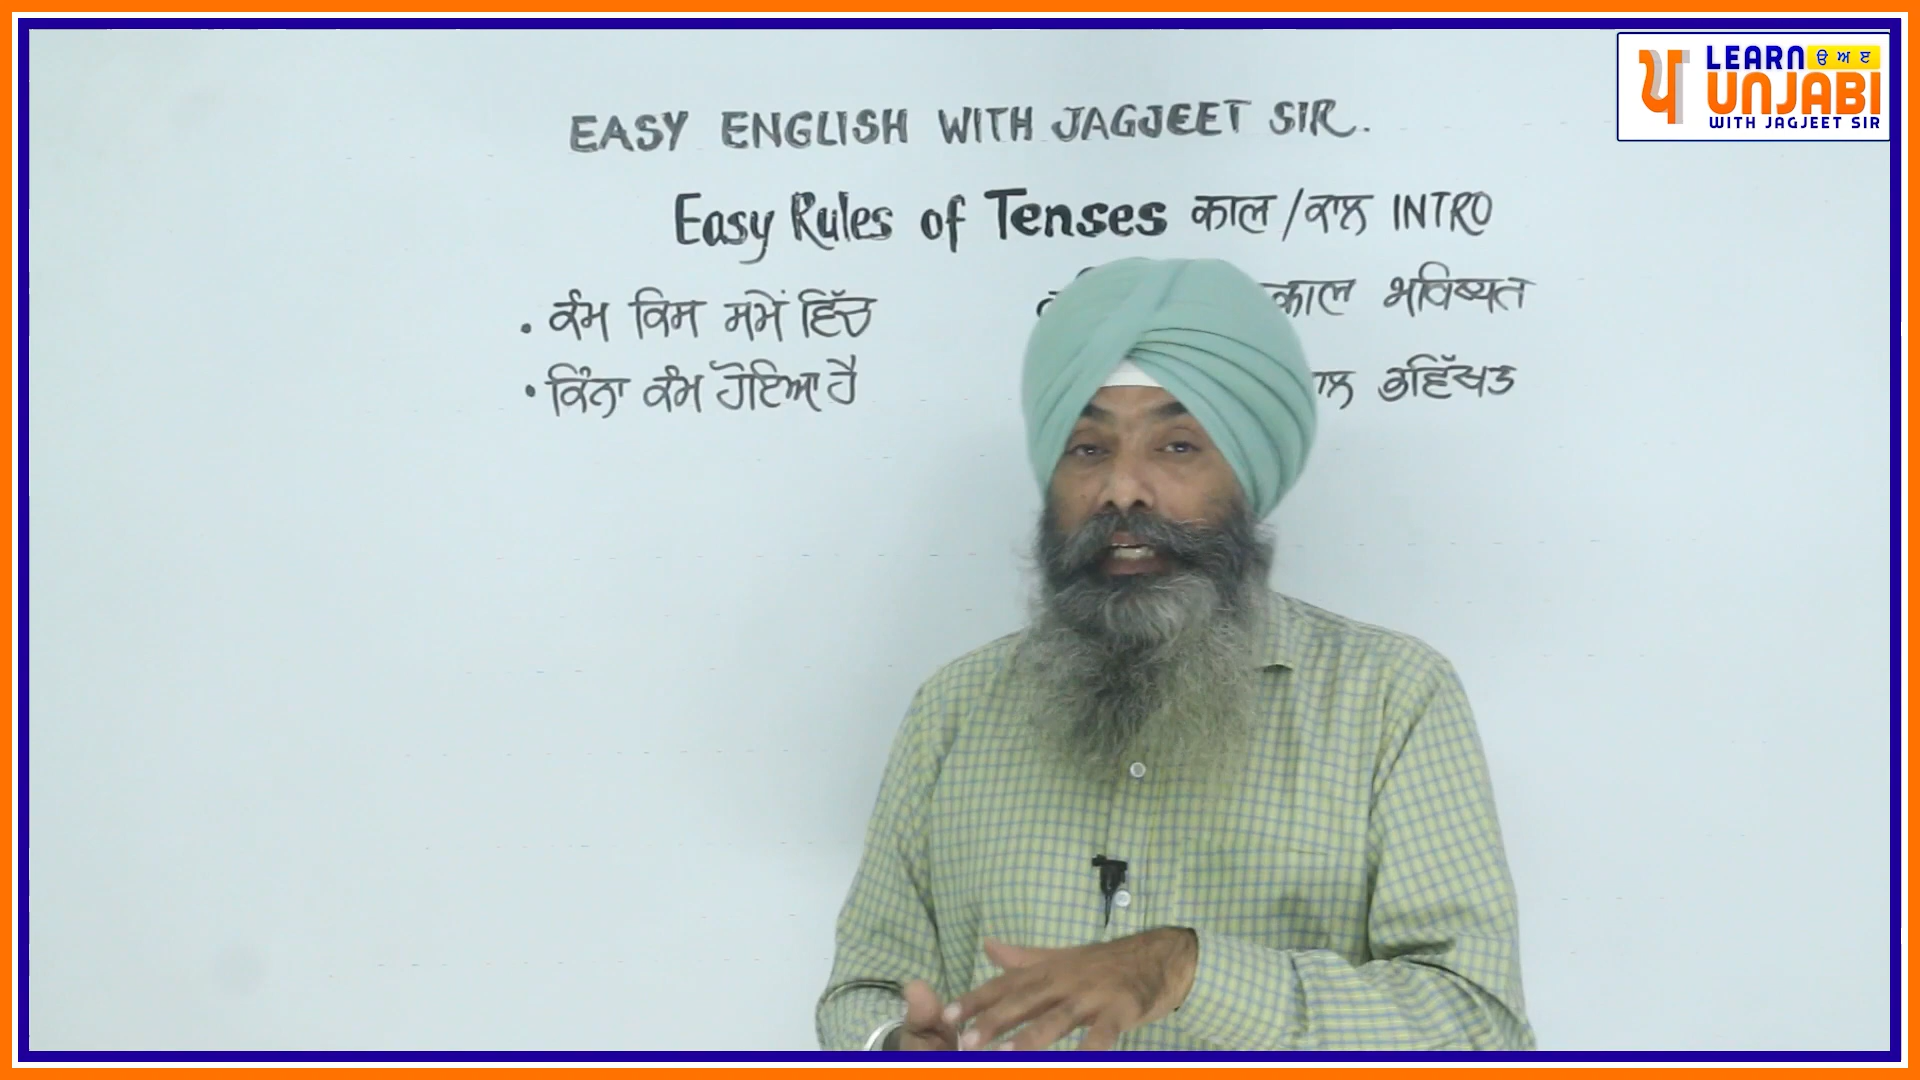 LEARN ੳ ਅ ੲ
ਪ UNJABI
WITH JAGJEET SIR
EASY ENGLISH WITH JAGJEET SIR.
Easy Rules of Tenses काल / ਕਾਲ INTRO
• ਕੰਮ ਕਿਸ ਸਮੇਂ ਵਿੱਚ काल भविष्यत
• ਕਿੰਨਾ ਕੰਮ ਹੋਇਆ ਹੈ ਭਵਿੱਖਤ